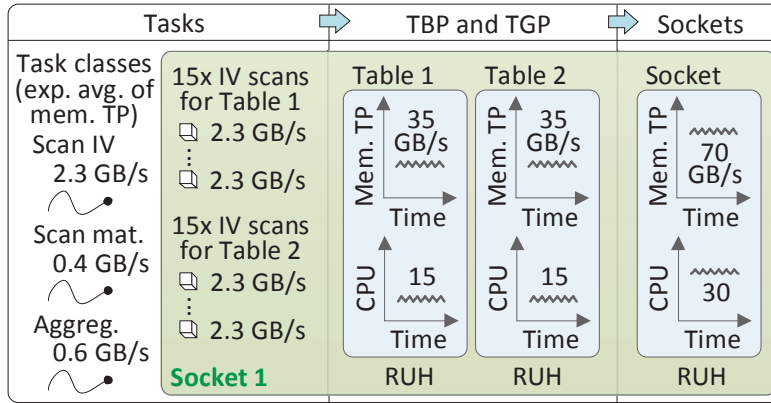 Tasks
TBP and TGP
Sockets
Task classes
(exp. avg. of
mem. TP)
Scan IV
2.3 GB/s
Scan mat.
0.4 GB/s
Aggreg.
0.6 GB/s
15x IV scans
for Table 1
2.3 GB/s
2.3 GB/s
15x IV scans
for Table 2
2.3 GB/s
2.3 GB/s
Socket 1
Table 1
Mem. TP
35
GB/s
Time
CPU
15
Time
RUH
Table 2
Mem. TP
35
GB/s
Time
CPU
15
Time
RUH
Socket
Mem. TP
70
GB/s
Time
CPU
30
Time
RUH